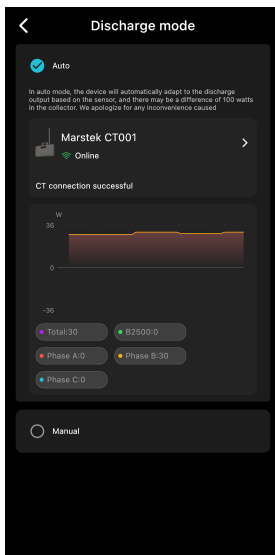 Discharge mode
Auto
In auto mode, the device will automatically adapt to the discharge
output based on the sensor, and there may be a difference of 100 watts
in the collector. We apologize for any inconvenience caused
Marstek CT001
Online
CT connection successful
W
36
0
-36
Total:30
B2500:0
Phase A:0
Phase B:30
Phase C:0
Manual